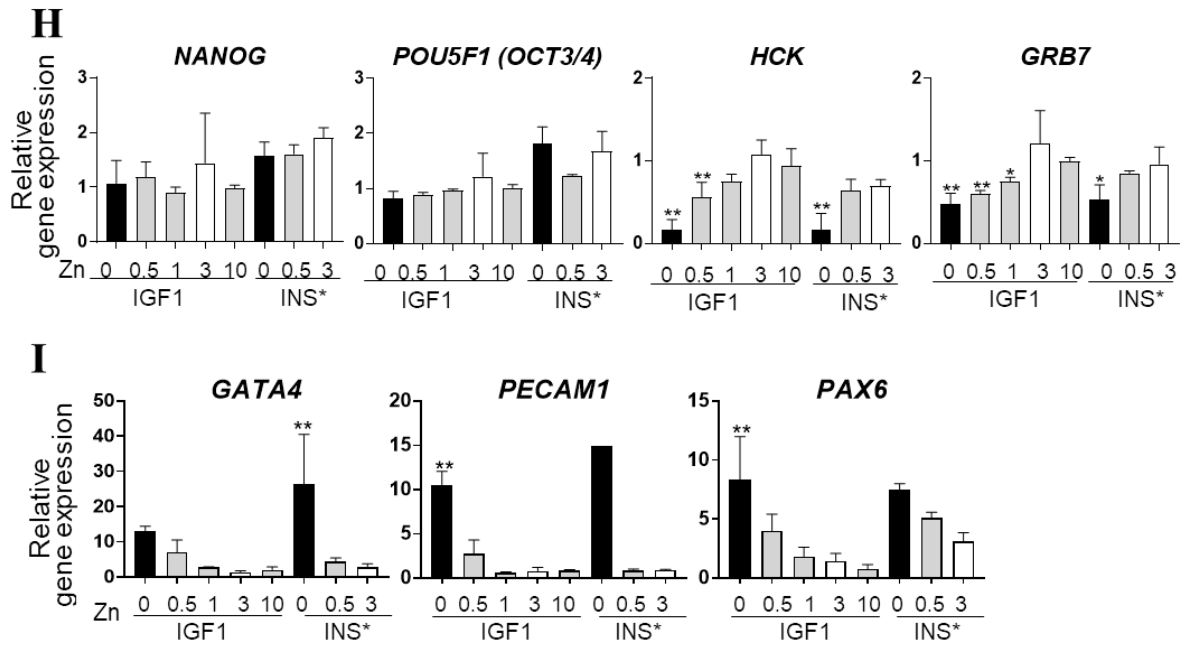 H
NANOG POU5F1 (OCT3/4) HCK GRB7
Relative
gene expression
3
2
1
0
3
2
1
0
2
1
0
2
1
0
** ** ** ** ** * *
Zn 0 0.5 1 3 10 0 0.5 3 0 0.5 1 3 10 0 0.5 3 0 0.5 1 3 10 0 0.5 3 0 0.5 1 3 10 0 0.5 3
IGF1 INS* IGF1 INS* IGF1 INS* IGF1 INS*
I
GATA4 PECAM1 PAX6
Relative
gene expression
50
40
30
20
10
0
20
15
10
5
0
15
10
5
0
** ** **
Zn 0 0.5 1 3 10 0 0.5 3 0 0.5 1 3 10 0 0.5 3 0 0.5 1 3 10 0 0.5 3
IGF1 INS* IGF1 INS* IGF1 INS*